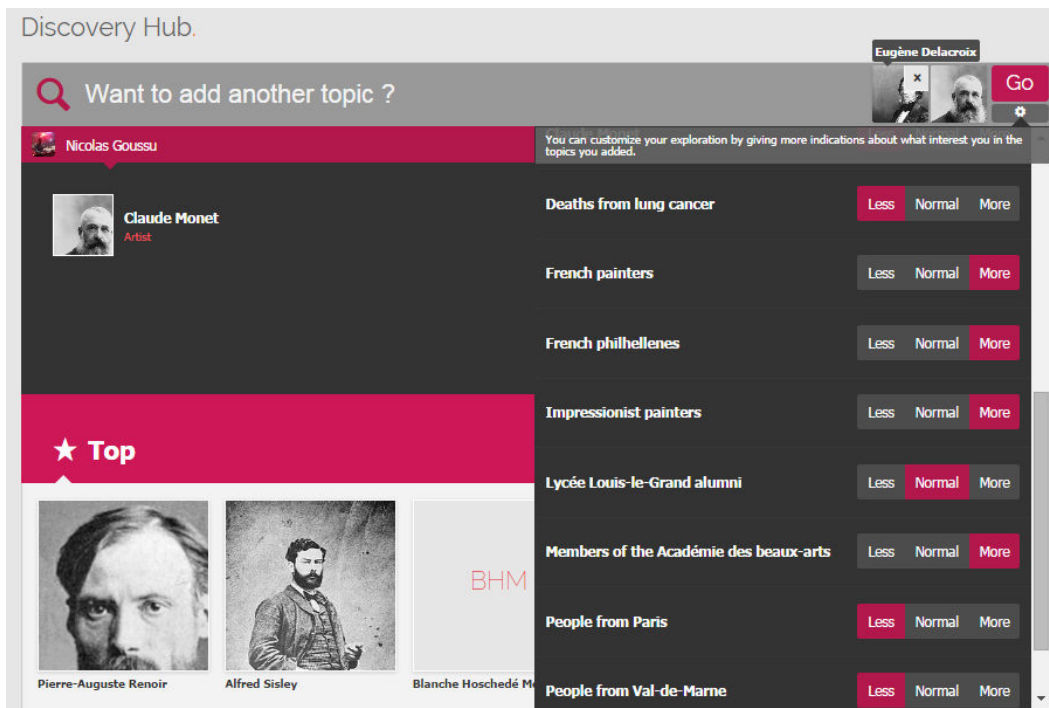 Discovery Hub.
Eugène Delacroix
Want to add another topic ?
x
Go
Nicolas Goussu
Claude Monet
Less Normal More
You can customize your exploration by giving more indications about what interest you in the
topics you added.
Claude Monet
Artist
Deaths from lung cancer
Less Normal More
French painters
Less Normal More
French philhellenes
Less Normal More
Impressionist painters
Less Normal More
Top
Lycée Louis-le-Grand alumni
Less Normal More
Members of the Académie des beaux-arts
Less Normal More
BHM
People from Paris
Less Normal More
Pierre-Auguste Renoir
Alfred Sisley
Blanche Hoschedé
People from Val-de-Marne
Less Normal More